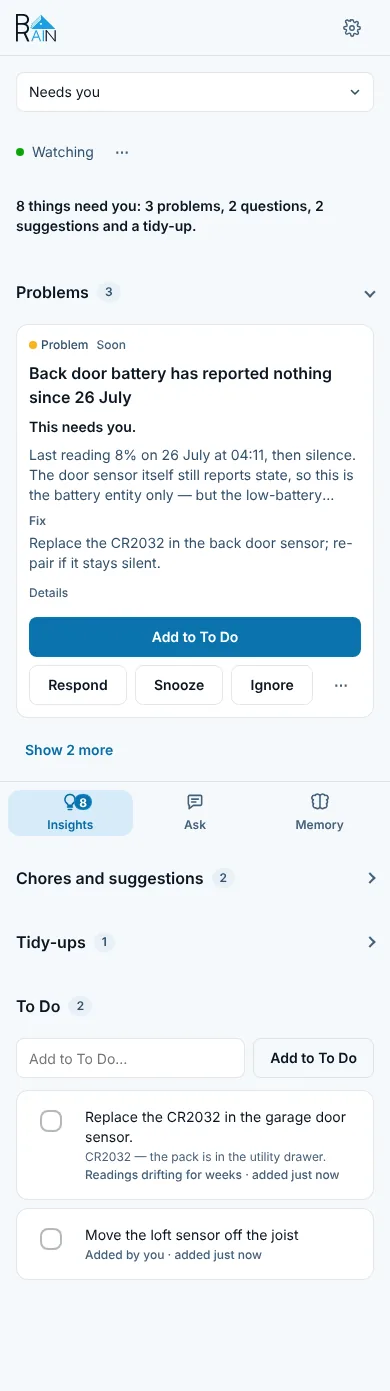 BRAIN
Needs you
Watching ...
8 things need you: 3 problems, 2 questions, 2
suggestions and a tidy-up.
Problems 3
Problem Soon
Back door battery has reported nothing
since 26 July
This needs you.
Last reading 8% on 26 July at 04:11, then silence.
The door sensor itself still reports state, so this is
the battery entity only — but the low-battery...
Fix
Replace the CR2032 in the back door sensor; re-
pair if it stays silent.
Details
Add to To Do
Respond Snooze Ignore ...
Show 2 more
8
Insights Ask Memory
Chores and suggestions 2
Tidy-ups 1
To Do 2
Add to To Do... Add to To Do
Replace the CR2032 in the garage door
sensor.
CR2032 — the pack is in the utility drawer.
Readings drifting for weeks · added just now
Move the loft sensor off the joist
Added by you · added just now